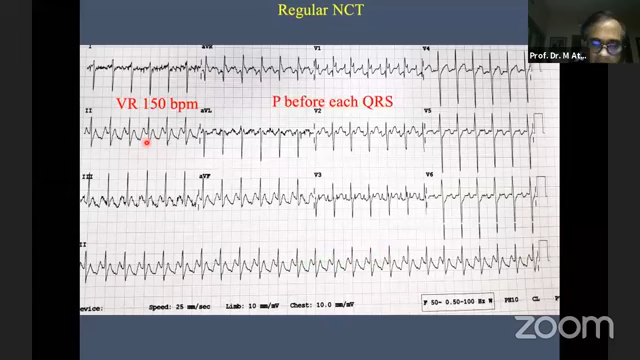 Regular NCT
Prof. Dr. M At,..
I
aVR
V1
V4
VR 150 bpm
P before each QRS
II
aVL
V2
V5
III
aVF
V3
V6
II
Device:
Speed: 25 mm/sec
Limb: 10 mm/mV
Chest: 10.0 mm/mV
F 50~ 0.50-100 Hz W
PH10
CL
P
zoom